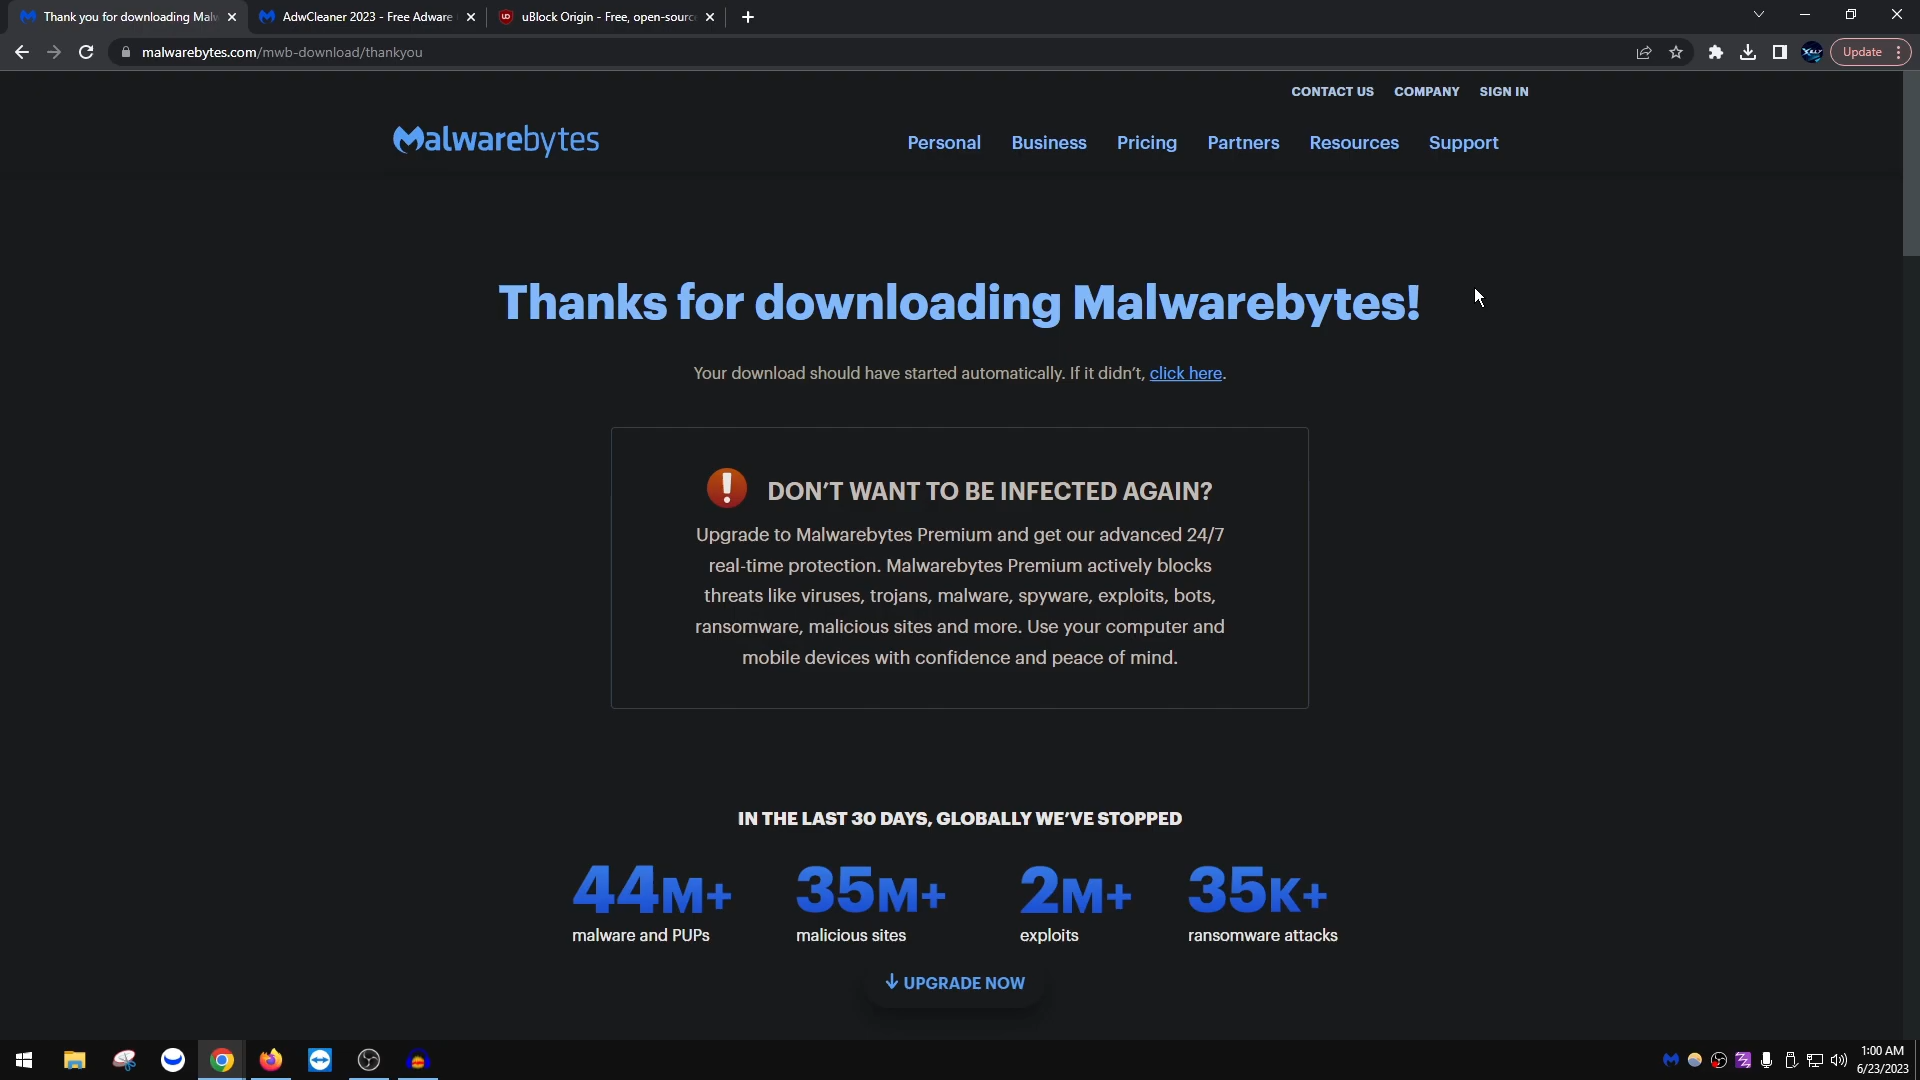 Thank you for downloading Malw
AdwCleaner 2023 - Free Adware
uBlock Origin - Free, open-source
malwarebytes.com/mwb-download/thankyou
Update
CONTACT US
COMPANY
SIGN IN
Malwarebytes
Personal
Business
Pricing
Partners
Resources
Support
Thanks for downloading Malwarebytes!
Your download should have started automatically. If it didn’t, click here.
DON’T WANT TO BE INFECTED AGAIN?
Upgrade to Malwarebytes Premium and get our advanced 24/7
real-time protection. Malwarebytes Premium actively blocks
threats like viruses, trojans, malware, spyware, exploits, bots,
ransomware, malicious sites and more. Use your computer and
mobile devices with confidence and peace of mind.
IN THE LAST 30 DAYS, GLOBALLY WE’VE STOPPED
44M+
malware and PUPs
35M+
malicious sites
2M+
exploits
35K+
ransomware attacks
UPGRADE NOW
1:00 AM
6/23/2023